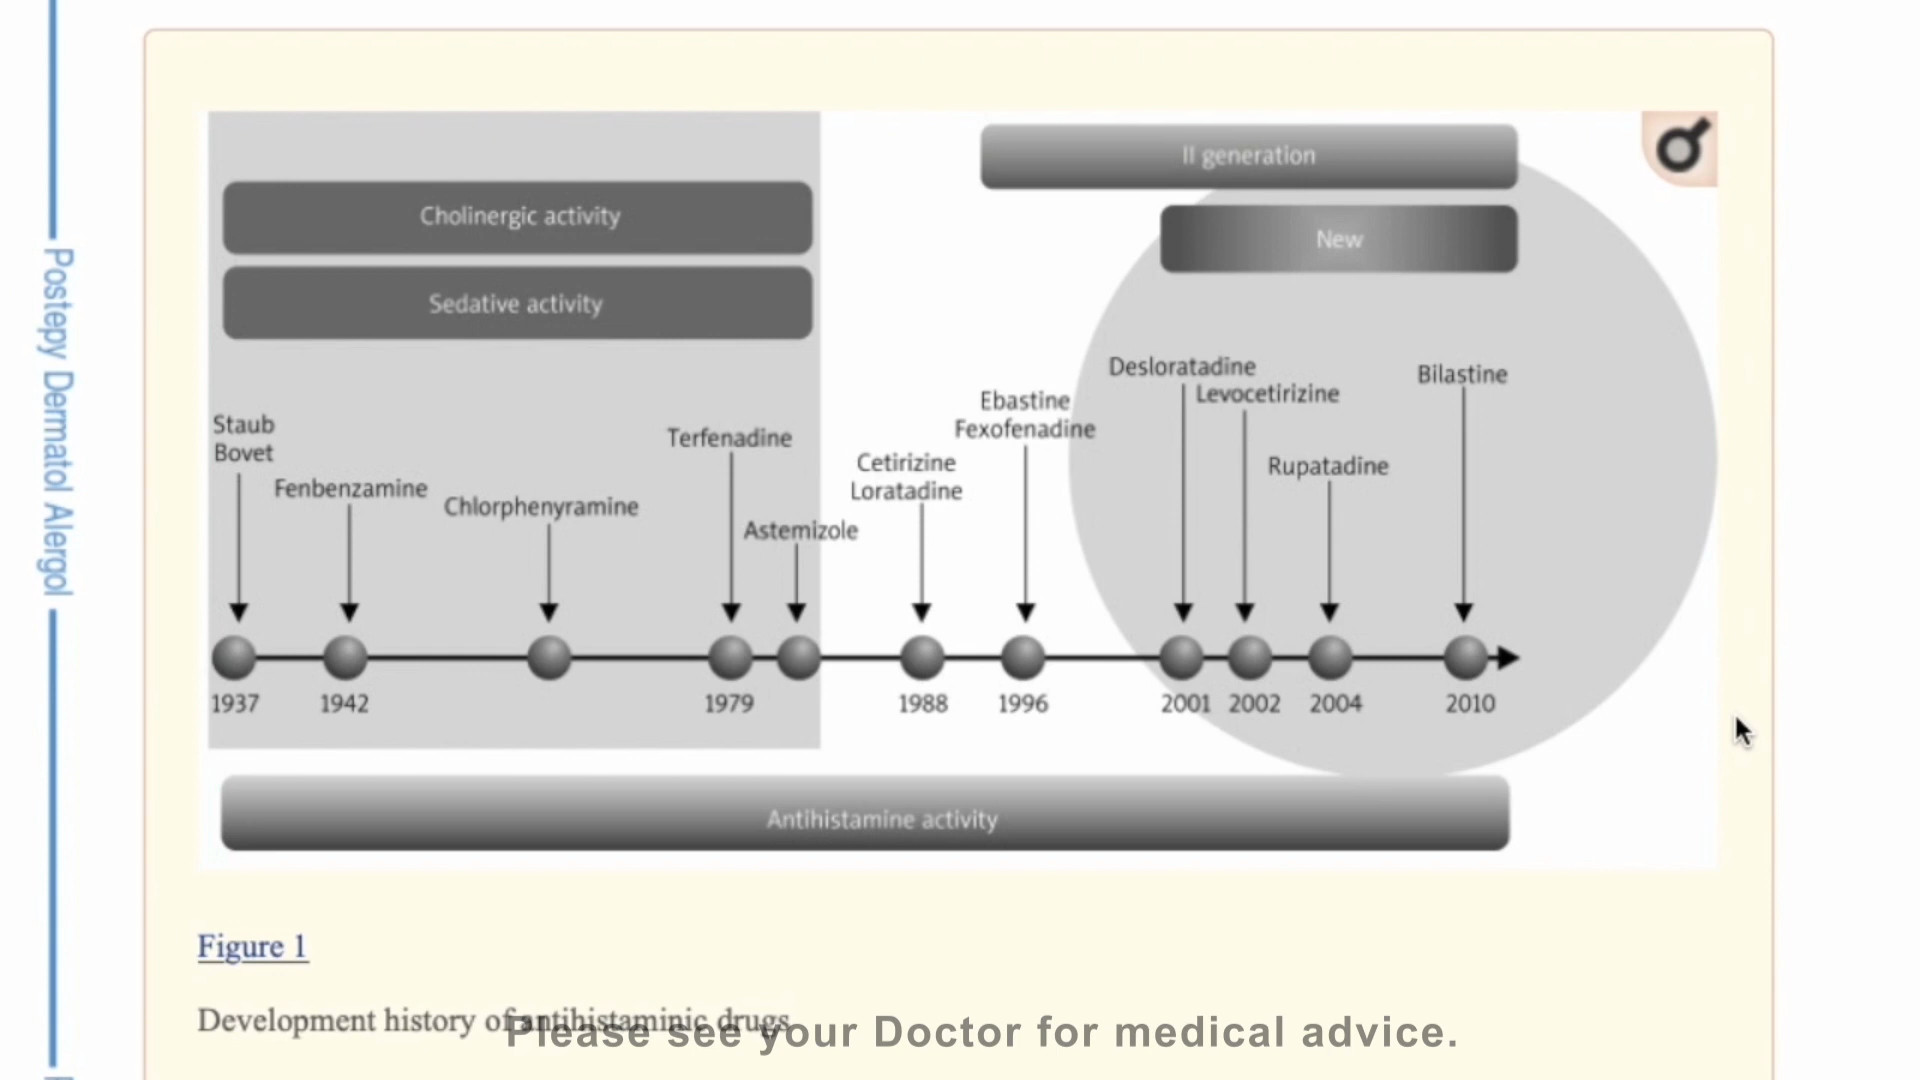 Postepy Dermatol Alergol
II generation
Cholinergic activity
New
Sedative activity
Desloratadine
Bilastine
Levocetirizine
Ebastine
Fexofenadine
Staub
Bovet
Terfenadine
Cetirizine
Loratadine
Rupatadine
Fenbenzamine
Chlorphenyramine
Astemizole
1937 1942 1979 1988 1996 2001 2002 2004 2010
Antihistamine activity
Figure 1
Development history of antihistaminic drugs
Please see your Doctor for medical advice.